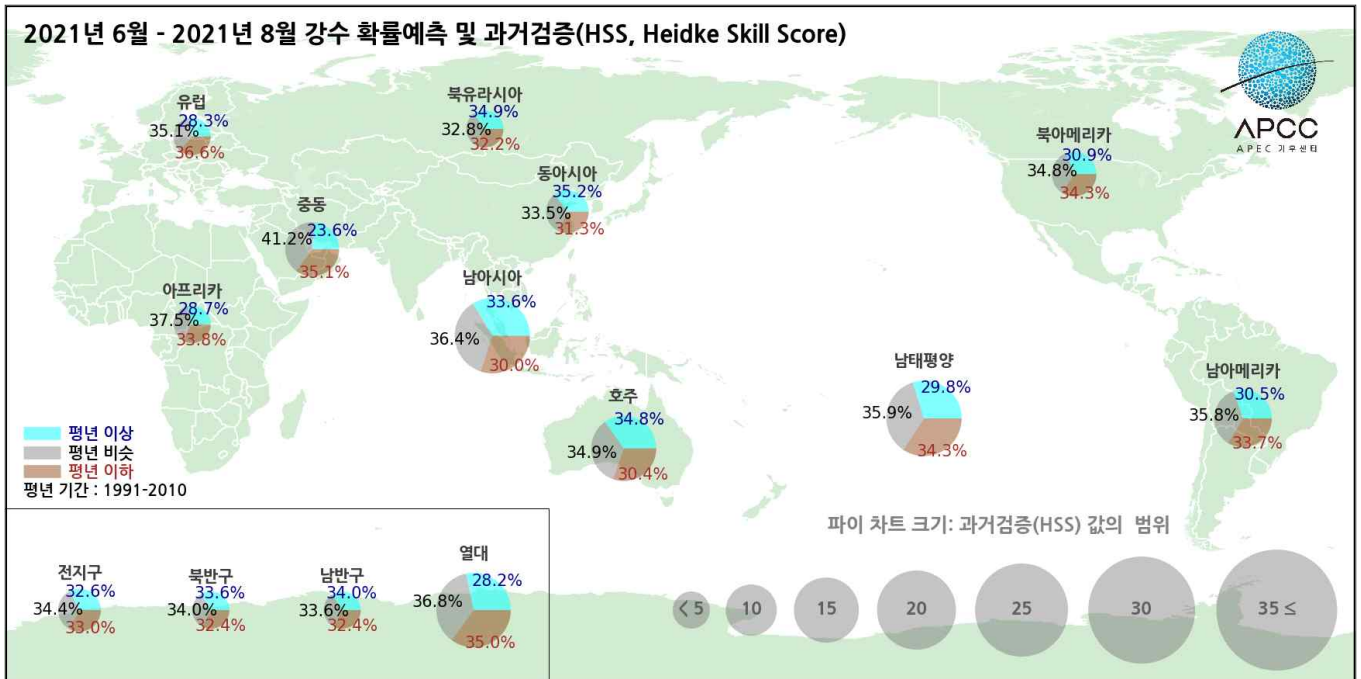 2021년 6월 - 2021년 8월 강수 확률예측 및 과거검증(HSS, Heidke Skill Score)
APCC
APEC 기후센터
유럽
28.3%
35.1%
36.6%
북유라시아
34.9%
32.8%
32.2%
북아메리카
30.9%
34.8%
34.3%
동아시아
35.2%
33.5%
31.3%
중동
23.6%
41.2%
35.1%
남아시아
33.6%
36.4%
30.0%
아프리카
28.7%
37.5%
33.8%
남태평양
29.8%
35.9%
34.3%
남아메리카
30.5%
35.8%
33.7%
호주
34.8%
34.9%
30.4%
평년 이상
평년 비슷
평년 이하
평년 기간 : 1991-2010
파이 차트 크기: 과거검증(HSS) 값의 범위
< 5 10 15 20 25 30 35 ≤
전지구
32.6%
34.4%
33.0%
북반구
33.6%
34.0%
32.4%
남반구
34.0%
33.6%
32.4%
열대
28.2%
36.8%
35.0%